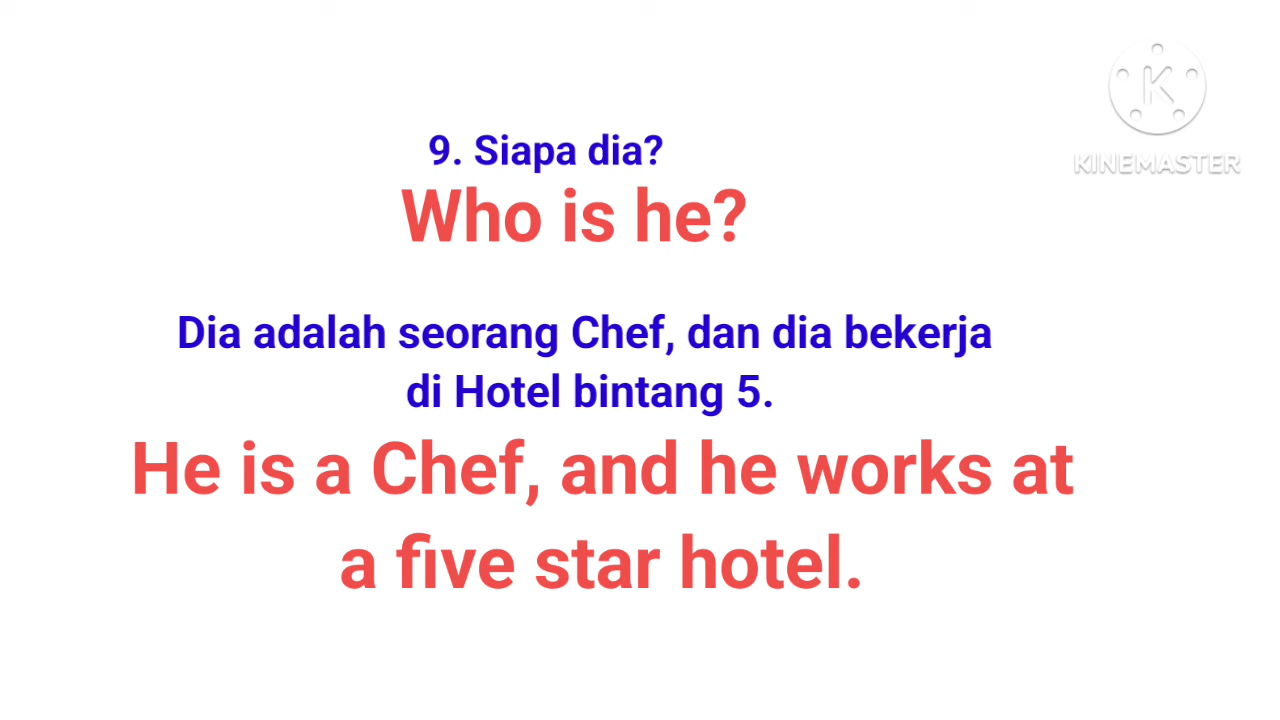 KINEMASTER
9. Siapa dia?
Who is he?
Dia adalah seorang Chef, dan dia bekerja
di Hotel bintang 5.
He is a Chef, and he works at
a five star hotel.